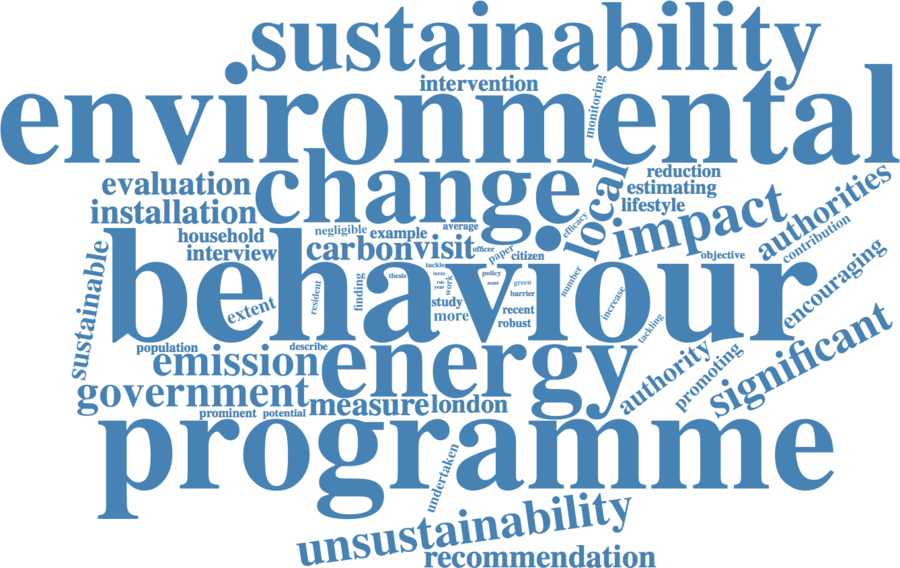 sustainability
intervention
monitoring
environmental
change
local
reduction
estimating
lifestyle
evaluation
installation
impact
authorities
contribution
household
interview
negligible
example
average
efficacy
carbon
visit
officer
paper
citizen
objective
encouraging
sustainable
behaviour
tackle
thesis
term
role
year
work
policy
none
green
barrier
number
increase
extent
resident
finding
study
more
recent
robust
tackling
population
describe
emission
energy
government
prominent
potential
measure
london
authority
promoting
significant
programme
undertaken
unsustainability
recommendation